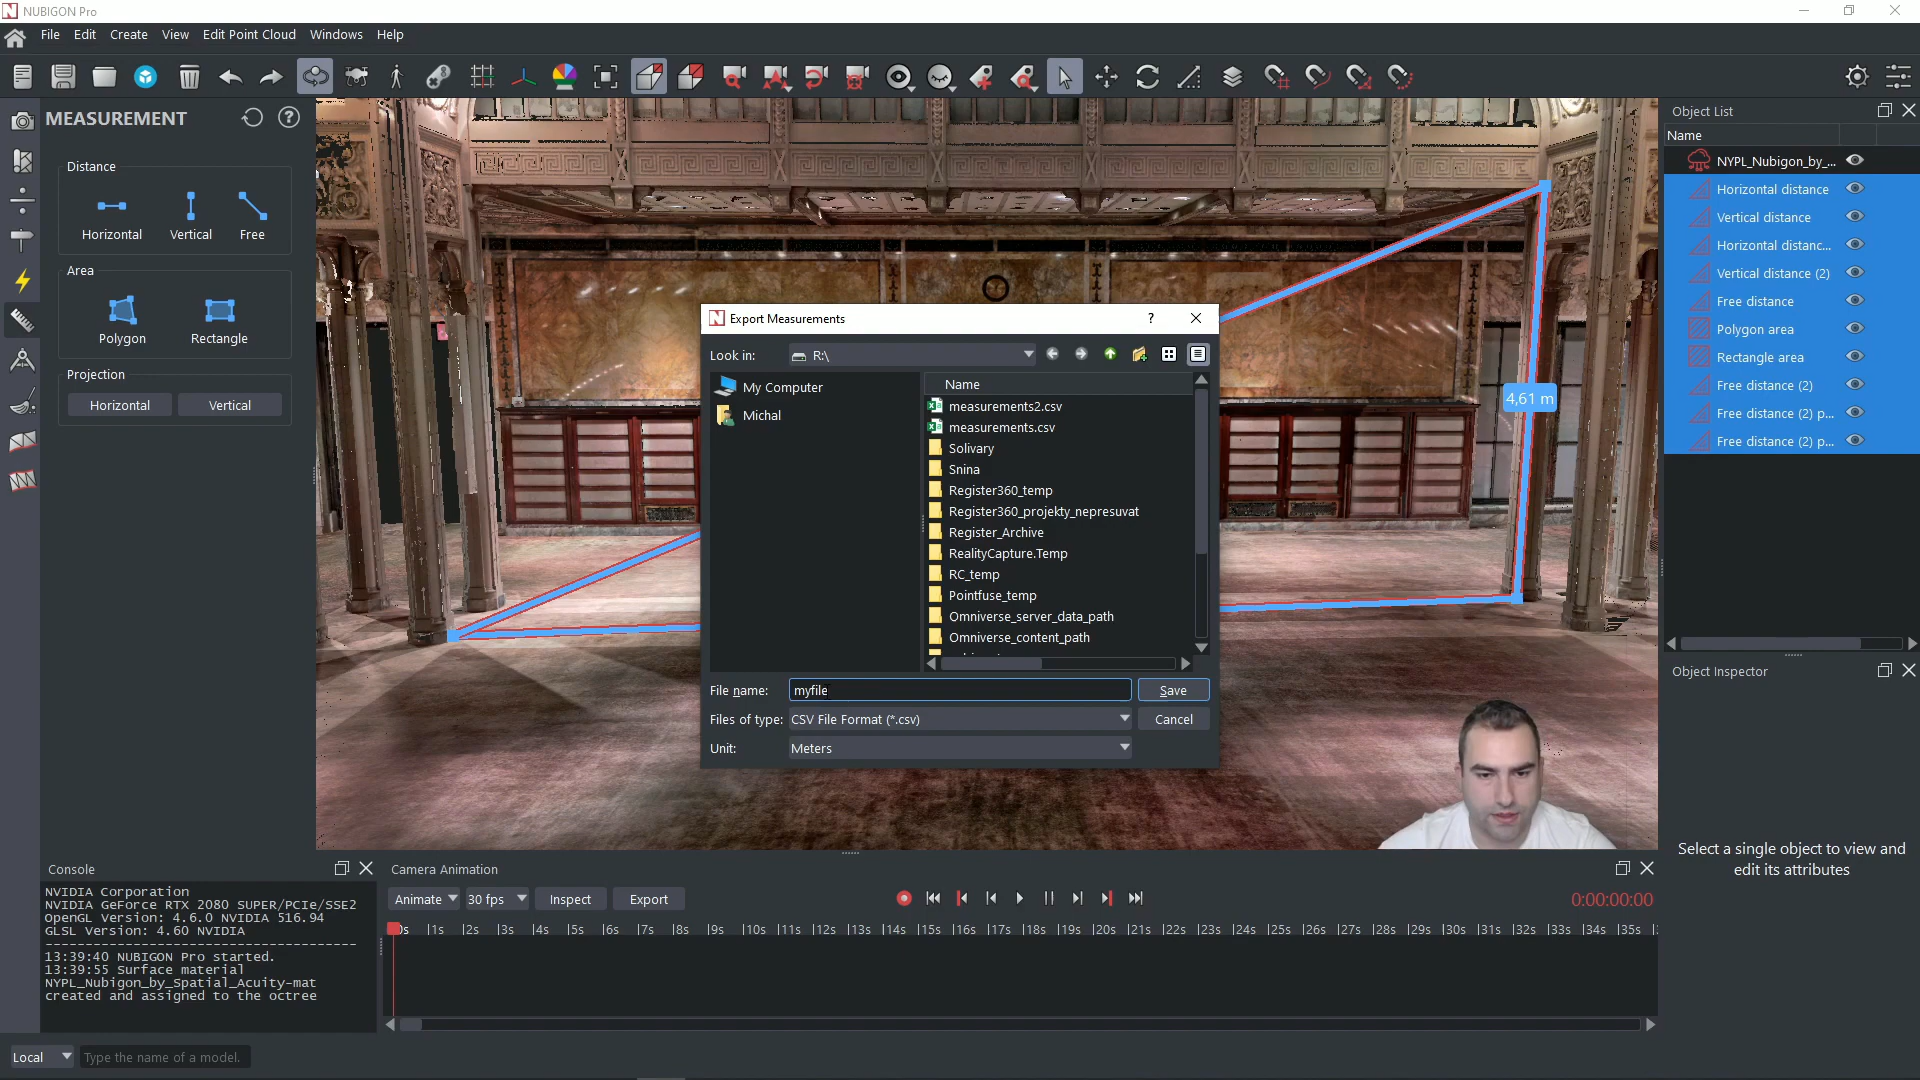 NUBIGON Pro
File Edit Create View Edit Point Cloud Windows Help
MEASUREMENT
Distance
Horizontal Vertical Free
Area
Polygon Rectangle
Projection
Horizontal Vertical
4,61 m
Export Measurements
Look in: R:\
My Computer
Michal
Name
measurements2.csv
measurements.csv
Solivary
Snina
Register360_temp
Register360_projekty_nepresuvat
Register_Archive
RealityCapture.Temp
RC_temp
Pointfuse_temp
Omniverse_server_data_path
Omniverse_content_path
File name: myfile Save
Files of type: CSV File Format (*.csv) Cancel
Unit: Meters
Object List
Name
NYPL_Nubigon_by_...
Horizontal distance
Vertical distance
Horizontal distanc...
Vertical distance (2)
Free distance
Polygon area
Rectangle area
Free distance (2)
Free distance (2) p...
Free distance (2) p...
Object Inspector
Select a single object to view and
edit its attributes
Console
NVIDIA Corporation
NVIDIA GeForce RTX 2080 SUPER/PCIe/SSE2
OpenGL Version: 4.6.0 NVIDIA 516.94
GLSL Version: 4.60 NVIDIA
----------------------------------------
13:39:40 NUBIGON Pro started.
13:39:55 Surface material
NYPL_Nubigon_by_Spatial_Acuity-mat
created and assigned to the octree
Camera Animation
Animate 30 fps Inspect Export 0:00:00:00
0s 1s 2s 3s 4s 5s 6s 7s 8s 9s 10s 11s 12s 13s 14s 15s 16s 17s 18s 19s 20s 21s 22s 23s 24s 25s 26s 27s 28s 29s 30s 31s 32s 33s 34s 35s
Local Type the name of a model.